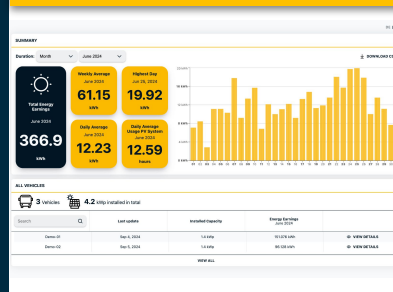 SUMMARY
Duration: Month June 2024
DOWNLOAD CS
Total Energy
Earnings
June 2024
366.9
kWh
Weekly Average
June 2024
61.15
kWh
Highest Day
Jun 25, 2024
19.92
kWh
Daily Average
June 2024
12.23
kWh
Daily Average
Usage PV System
June 2024
12.59
hours
ALL VEHICLES
3 Vehicles 4.2 kWp installed in total
Search Last update Installed Capacity Energy Earnings
June 2024
Demo-01 Sep 4, 2024 1.4 kWp VIEW DETAILS
Demo-02 Sep 5, 2024 1.4 kWp VIEW DETAILS
VIEW ALL